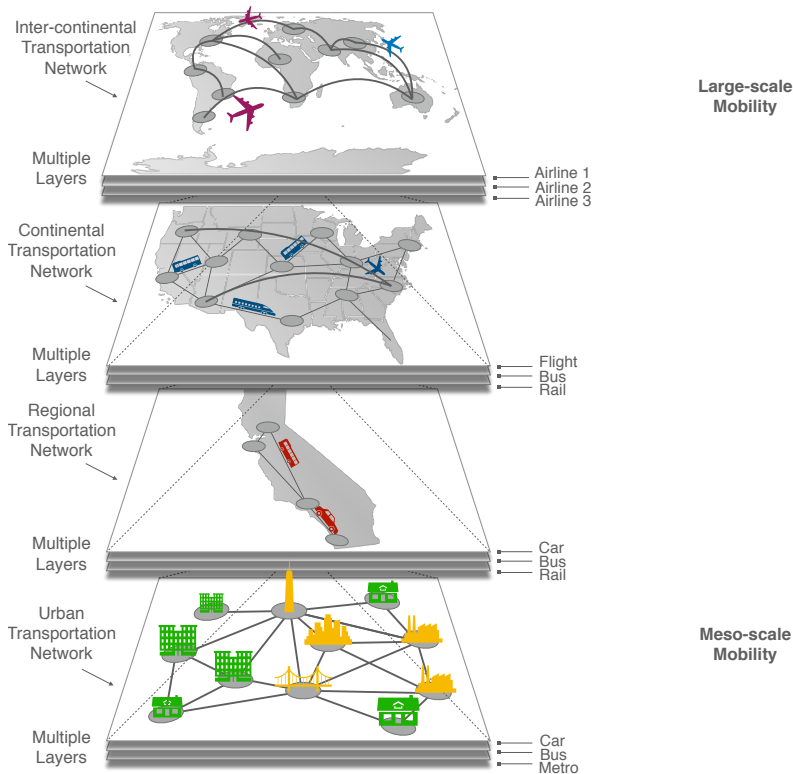 Inter-continental
Transportation
Network
Large-scale
Mobility
Multiple
Layers
Airline 1
Airline 2
Airline 3
Continental
Transportation
Network
Multiple
Layers
Flight
Bus
Rail
Regional
Transportation
Network
Multiple
Layers
Car
Bus
Rail
Urban
Transportation
Network
Meso-scale
Mobility
Multiple
Layers
Car
Bus
Metro